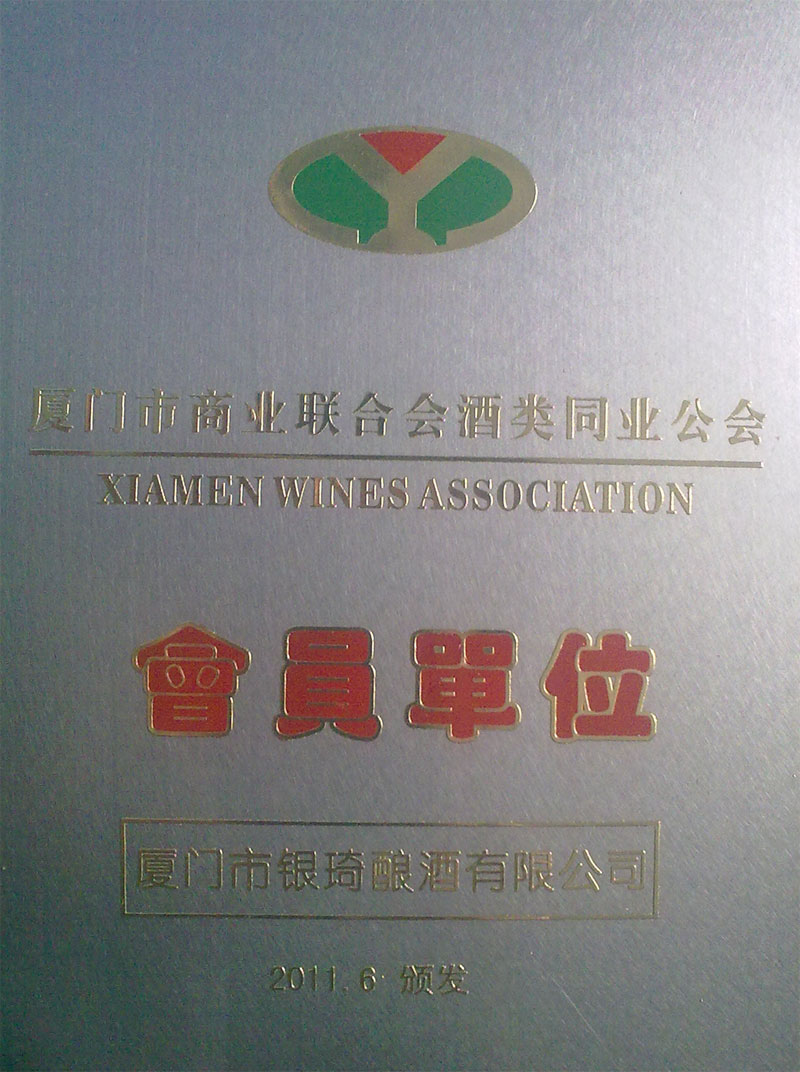 厦门市商业联合会酒类同业公会
XIAMEN WINES ASSOCIATION
會員單位
厦门市银琦酿酒有限公司
2011.6 颁发